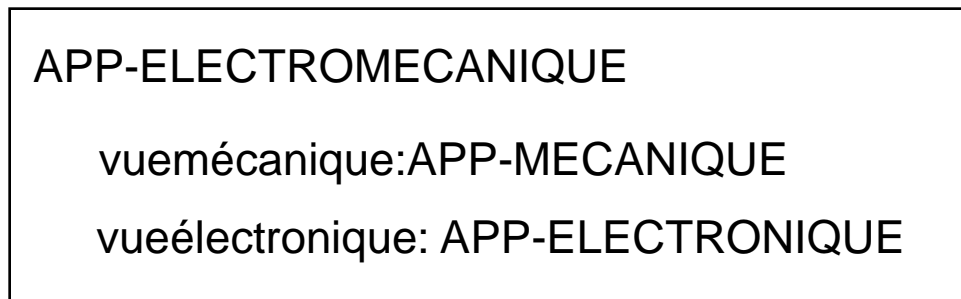 APP-ELECTROMECANIQUE
vuemécanique:APP-MECANIQUE
vueélectronique: APP-ELECTRONIQUE